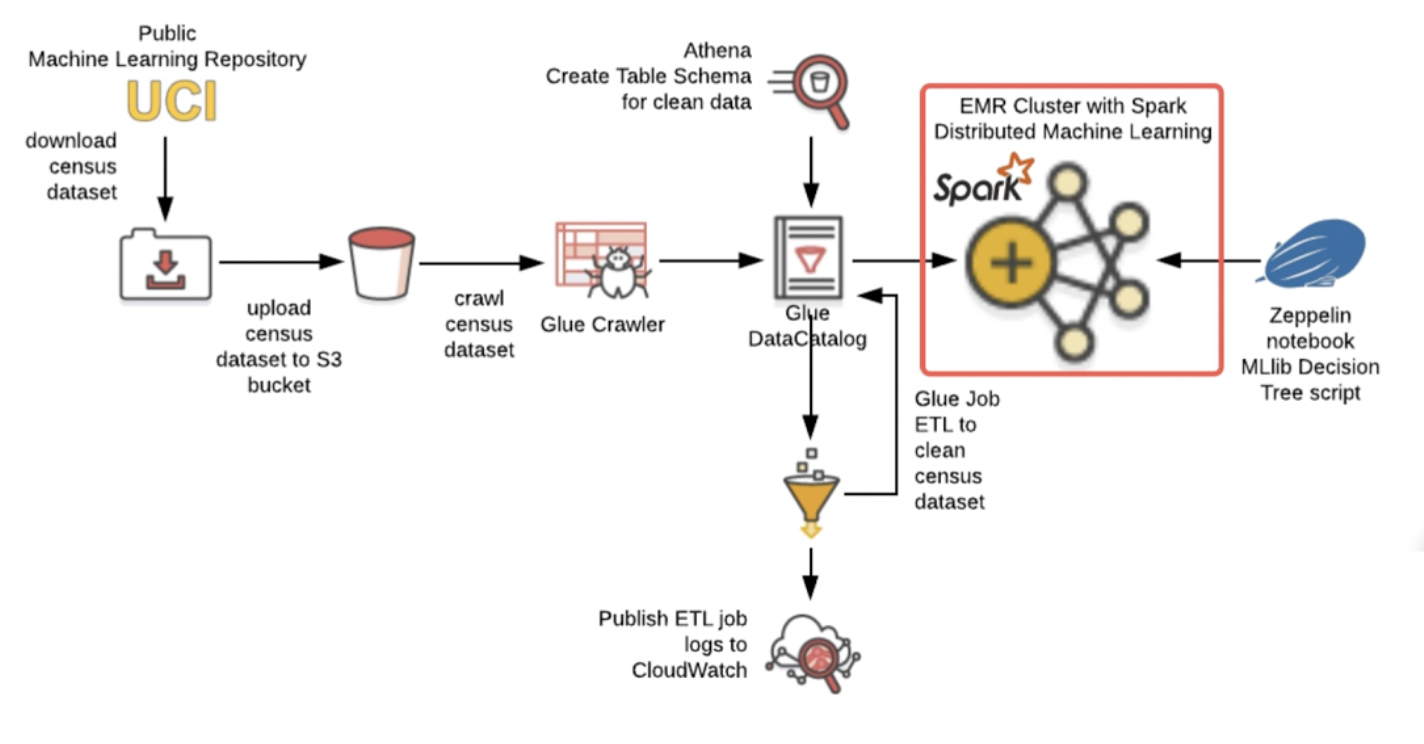 Public
Machine Learning Repository
UCI
download
census
dataset
upload
census
dataset to S3
bucket
crawl
census
dataset
Glue Crawler
Athena
Create Table Schema
for clean data
Glue
DataCatalog
EMR Cluster with Spark
Distributed Machine Learning
Spark
Zeppelin
notebook
MLlib Decision
Tree script
Glue Job
ETL to
clean
census
dataset
Publish ETL job
logs to
CloudWatch